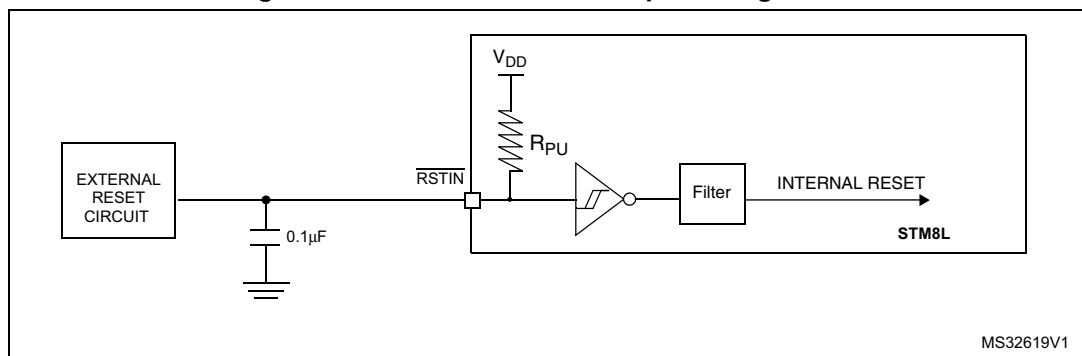 V_DD
R_PU
EXTERNAL
RESET
CIRCUIT
RSTIN
0.1µF
Filter
INTERNAL RESET
STM8L
MS32619V1